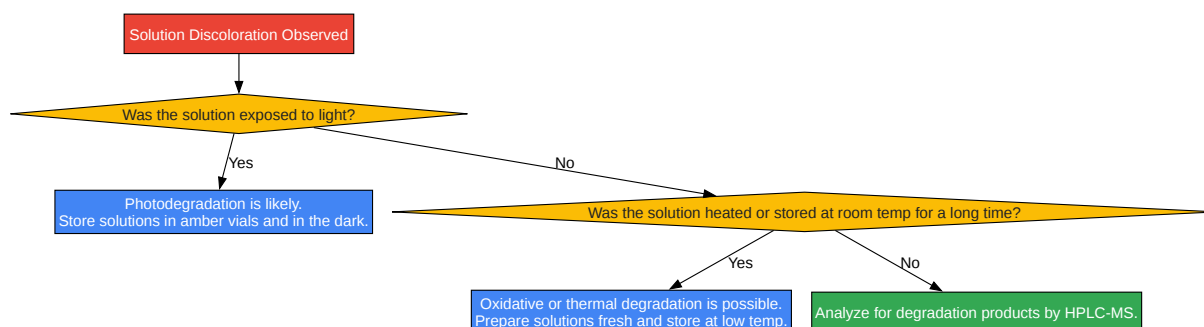 Solution Discoloration Observed
Was the solution exposed to light?
Yes
No
Photodegradation is likely.
Store solutions in amber vials and in the dark.
Was the solution heated or stored at room temp for a long time?
Yes
No
Oxidative or thermal degradation is possible.
Prepare solutions fresh and store at low temp.
Analyze for degradation products by HPLC-MS.